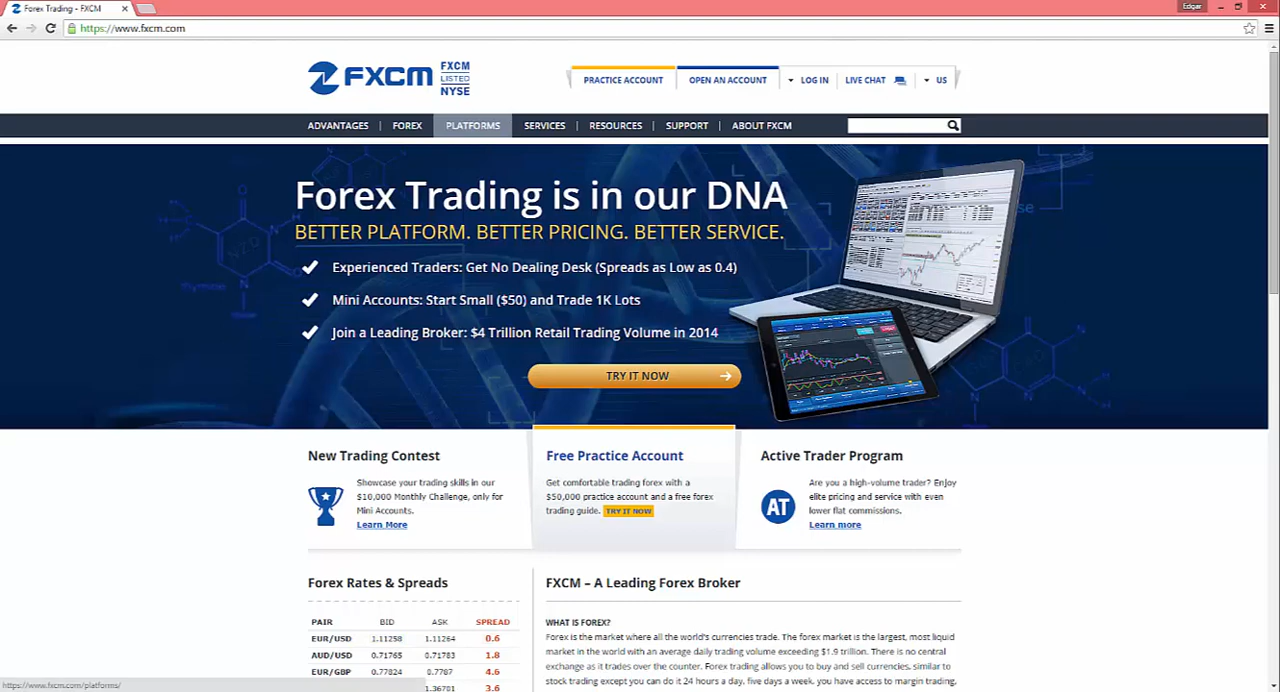 Forex Trading - FXCM
Edgar
https://www.fxcm.com
FXCM
FXCM
LISTED
NYSE
PRACTICE ACCOUNT
OPEN AN ACCOUNT
LOG IN
LIVE CHAT
US
ADVANTAGES
FOREX
PLATFORMS
SERVICES
RESOURCES
SUPPORT
ABOUT FXCM
Forex Trading is in our DNA
BETTER PLATFORM. BETTER PRICING. BETTER SERVICE.
Experienced Traders: Get No Dealing Desk (Spreads as Low as 0.4)
Mini Accounts: Start Small ($50) and Trade 1K Lots
Join a Leading Broker: $4 Trillion Retail Trading Volume in 2014
TRY IT NOW
thymine
New Trading Contest
Showcase your trading skills in our
$10,000 Monthly Challenge, only for
Mini Accounts.
Learn More
Free Practice Account
Get comfortable trading forex with a
$50,000 practice account and a free forex
trading guide. TRY IT NOW
Active Trader Program
AT
Are you a high-volume trader? Enjoy
elite pricing and service with even
lower flat commissions.
Learn more
Forex Rates & Spreads
PAIR BID ASK SPREAD
EUR/USD 1.11258 1.11264 0.6
AUD/USD 0.71765 0.71783 1.8
EUR/GBP 0.77824 0.7787 4.6
1.36701 3.6
FXCM – A Leading Forex Broker
WHAT IS FOREX?
Forex is the market where all the world's currencies trade. The forex market is the largest, most liquid
market in the world with an average daily trading volume exceeding $1.9 trillion. There is no central
exchange as it trades over the counter. Forex trading allows you to buy and sell currencies, similar to
stock trading except you can do it 24 hours a day, five days a week, you have access to margin trading,
https://www.fxcm.com/platforms/